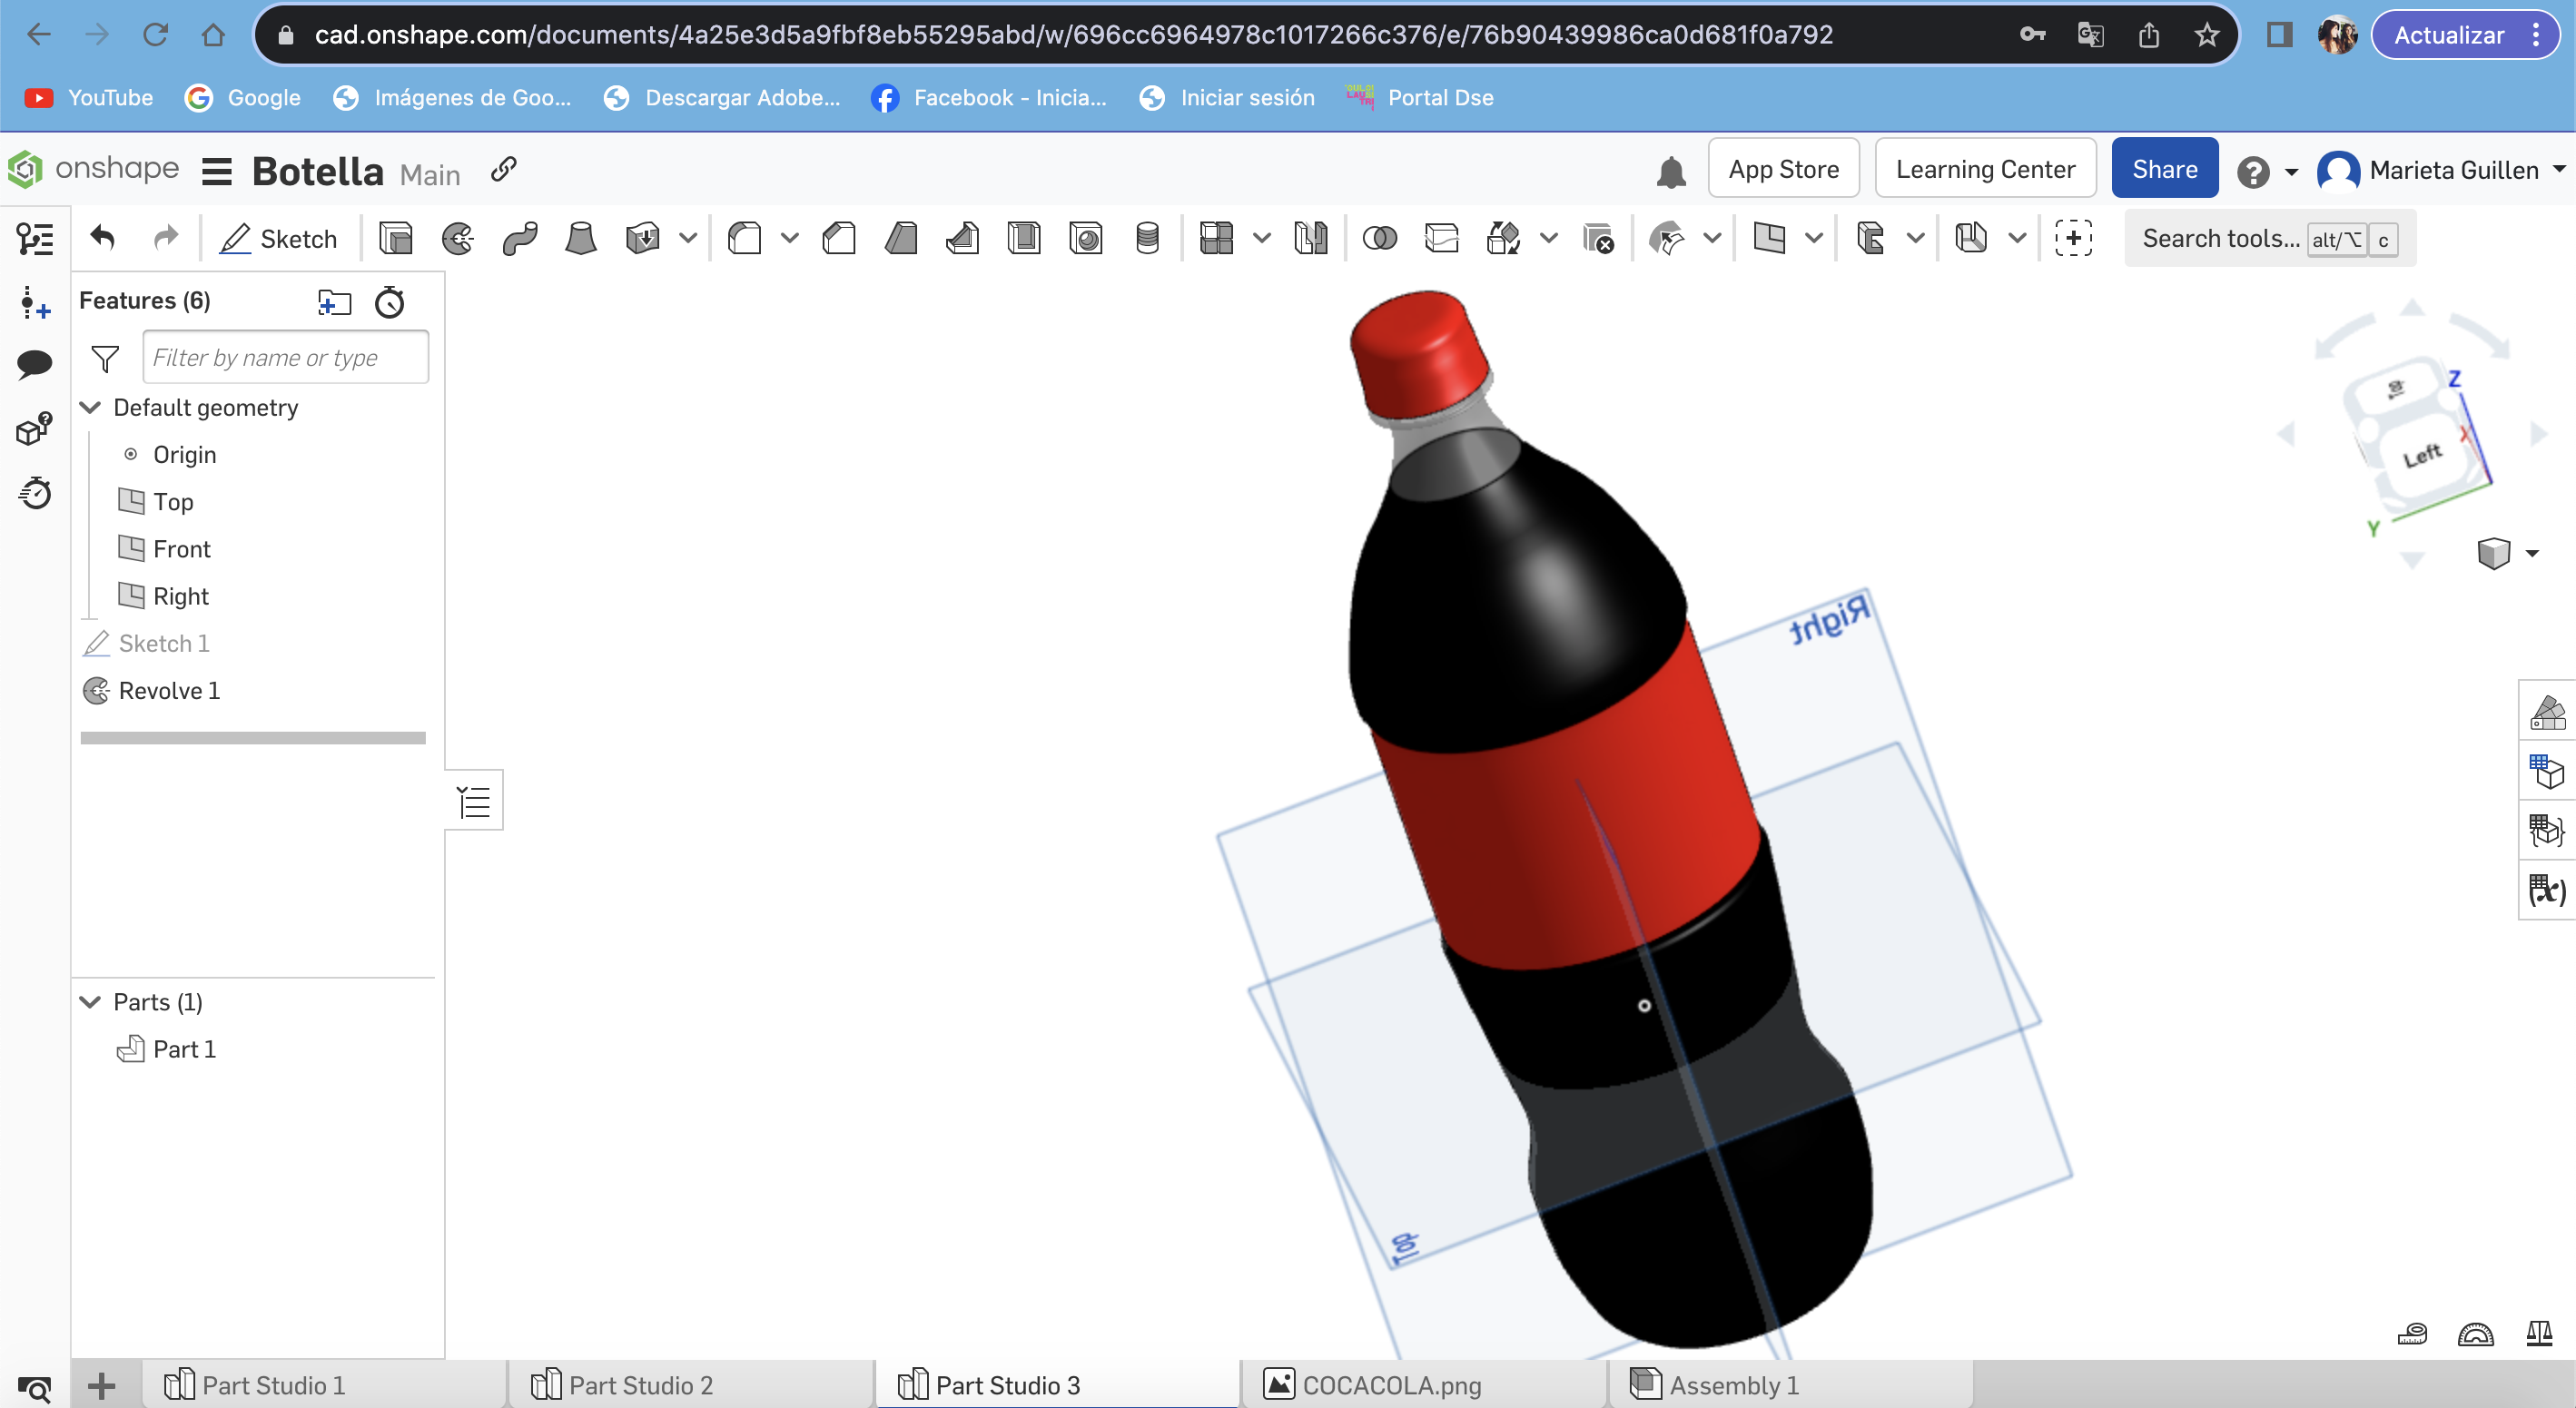 cad.onshape.com/documents/4a25e3d5a9fbf8eb55295abd/w/696cc6964978c1017266c376/e/76b90439986ca0d681f0a792
Actualizar
YouTube Google Imágenes de Goo... Descargar Adobe... Facebook - Inicia... Iniciar sesión Portal Dse
onshape Botella Main App Store Learning Center Share Marieta Guillen
Sketch Search tools... alt/⌥ c
Features (6)
Filter by name or type
Default geometry
Origin
Top
Front
Right
Sketch 1
Revolve 1
Parts (1)
Part 1
Z
X
Left
Y
Right
Top
Part Studio 1 Part Studio 2 Part Studio 3 COCACOLA.png Assembly 1